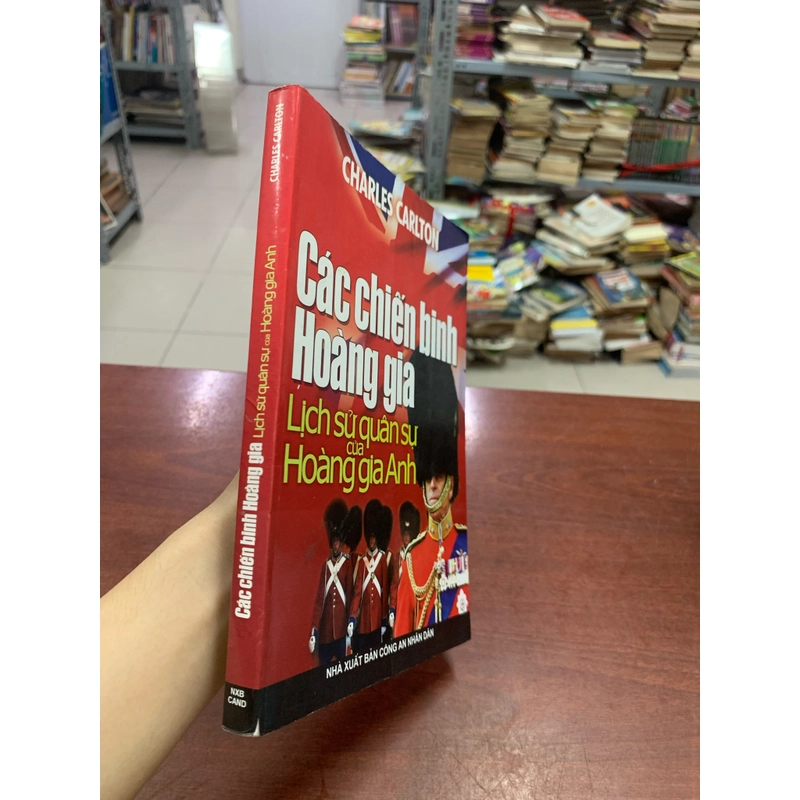 CHARLES CARLTON
Các chiến binh
Hoàng gia
Lịch sử quân sự
của
Hoàng gia Anh
NHÀ XUẤT BẢN CÔNG AN NHÂN DÂN
CHARLES CARLTON
Các chiến binh Hoàng gia Lịch sử quân sự của Hoàng gia Anh
NXB
CAND